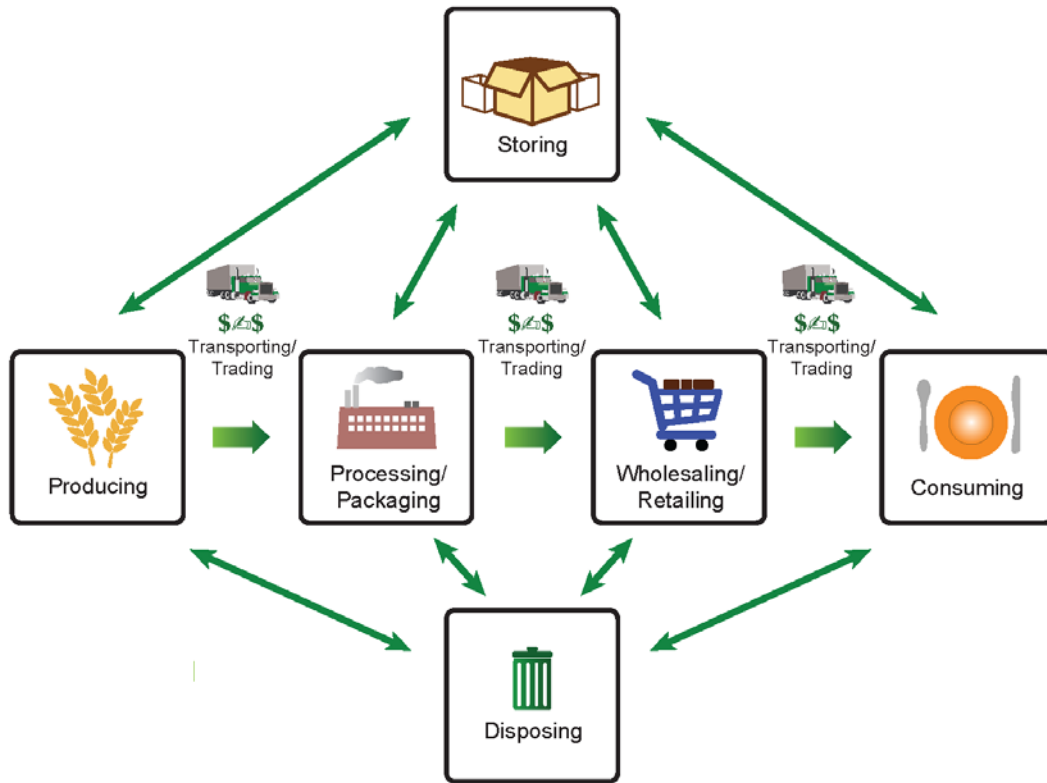 Storing
$✍$
Transporting/
Trading
$✍$
Transporting/
Trading
$✍$
Transporting/
Trading
Producing
Processing/
Packaging
Wholesaling/
Retailing
Consuming
Disposing